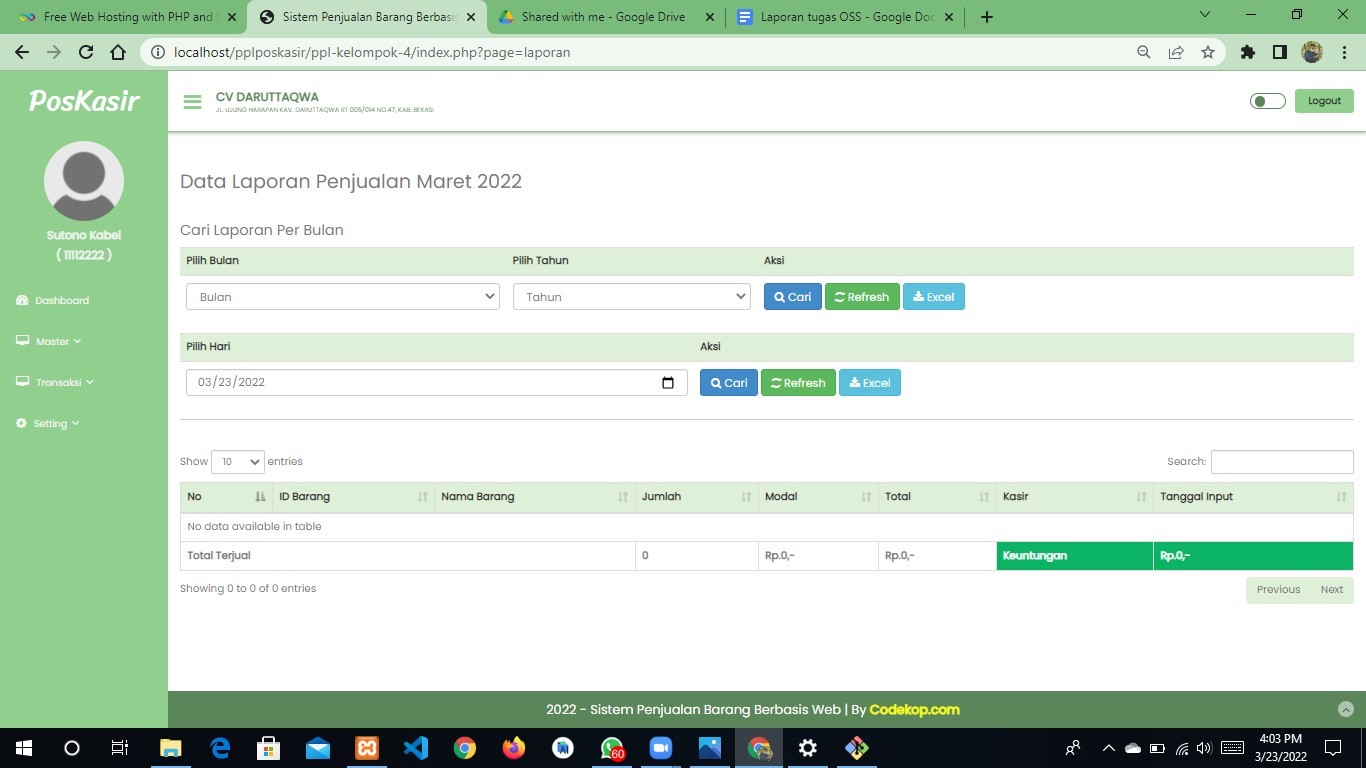 Free Web Hosting with PHP and
Sistem Penjualan Barang Berbasis
Shared with me - Google Drive
Laporan tugas OSS - Google Doc
localhost/pplposkasir/ppl-kelompok-4/index.php?page=laporan
PosKasir
CV DARUTTAQWA
JL. UJUNG HARAPAN KAV. DARUTTAQWA RT 005/014 NO.47, KAB. BEKASI
Logout
Sutono Kabel
( 11112222 )
Dashboard
Master
Transaksi
Setting
Data Laporan Penjualan Maret 2022
Cari Laporan Per Bulan
Pilih Bulan Pilih Tahun Aksi
Bulan Tahun Cari Refresh Excel
Pilih Hari Aksi
03/23/2022 Cari Refresh Excel
Show 10 entries Search:
No ID Barang Nama Barang Jumlah Modal Total Kasir Tanggal Input
No data available in table
Total Terjual 0 Rp.0,- Rp.0,- Keuntungan Rp.0,-
Showing 0 to 0 of 0 entries Previous Next
2022 - Sistem Penjualan Barang Berbasis Web | By Codekop.com
60
4:03 PM
3/23/2022